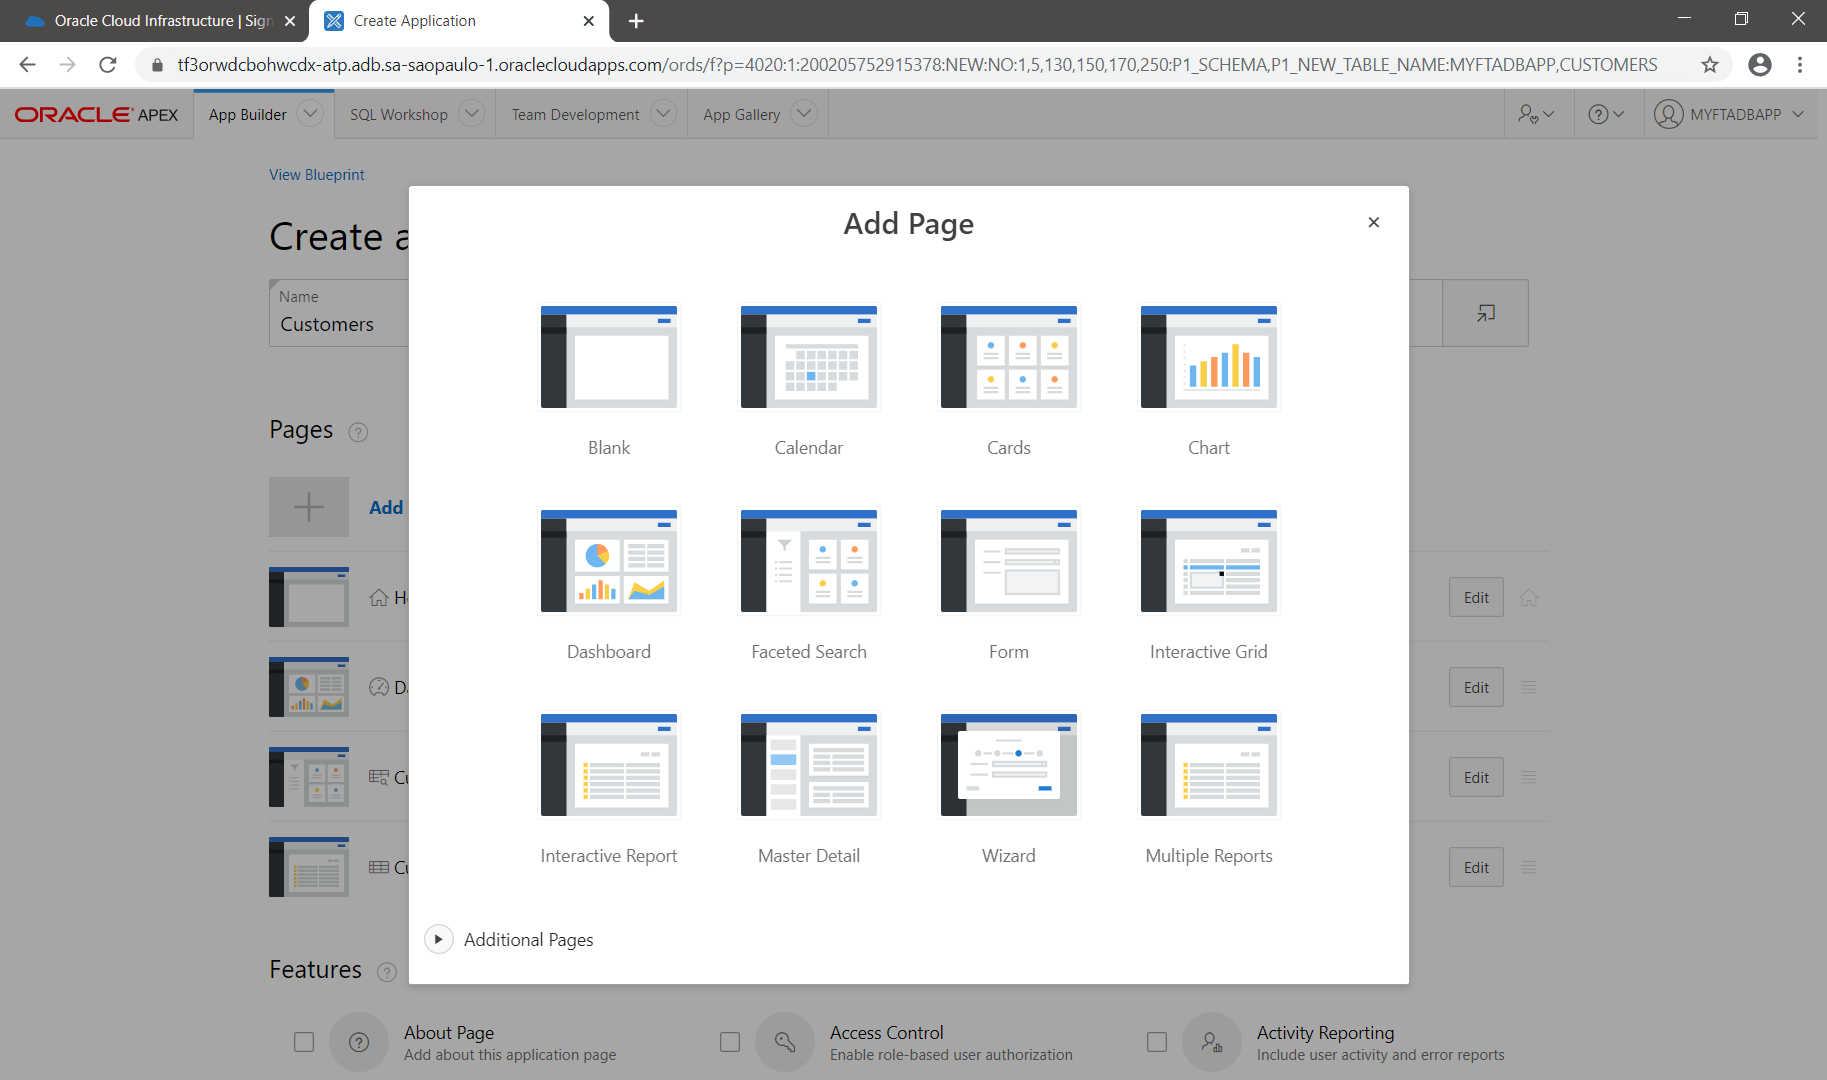 Oracle Cloud Infrastructure | Sign
Create Application
tf3orwdcbohwcdx-atp.adb.sa-saopaulo-1.oraclecloudapps.com/ords/f?p=4020:1:200205752915378:NEW:NO:1,5,130,150,170,250:P1_SCHEMA,P1_NEW_TABLE_NAME:MYFTADBAPP,CUSTOMERS
ORACLE APEX
App Builder
SQL Workshop
Team Development
App Gallery
MYFTADBAPP
View Blueprint
Create a
Add Page
Name
Customers
Pages
Add
Blank
Calendar
Cards
Chart
Dashboard
Faceted Search
Form
Interactive Grid
Edit
Edit
Edit
Edit
Interactive Report
Master Detail
Wizard
Multiple Reports
Additional Pages
Features
About Page
Add about this application page
Access Control
Enable role-based user authorization
Activity Reporting
Include user activity and error reports